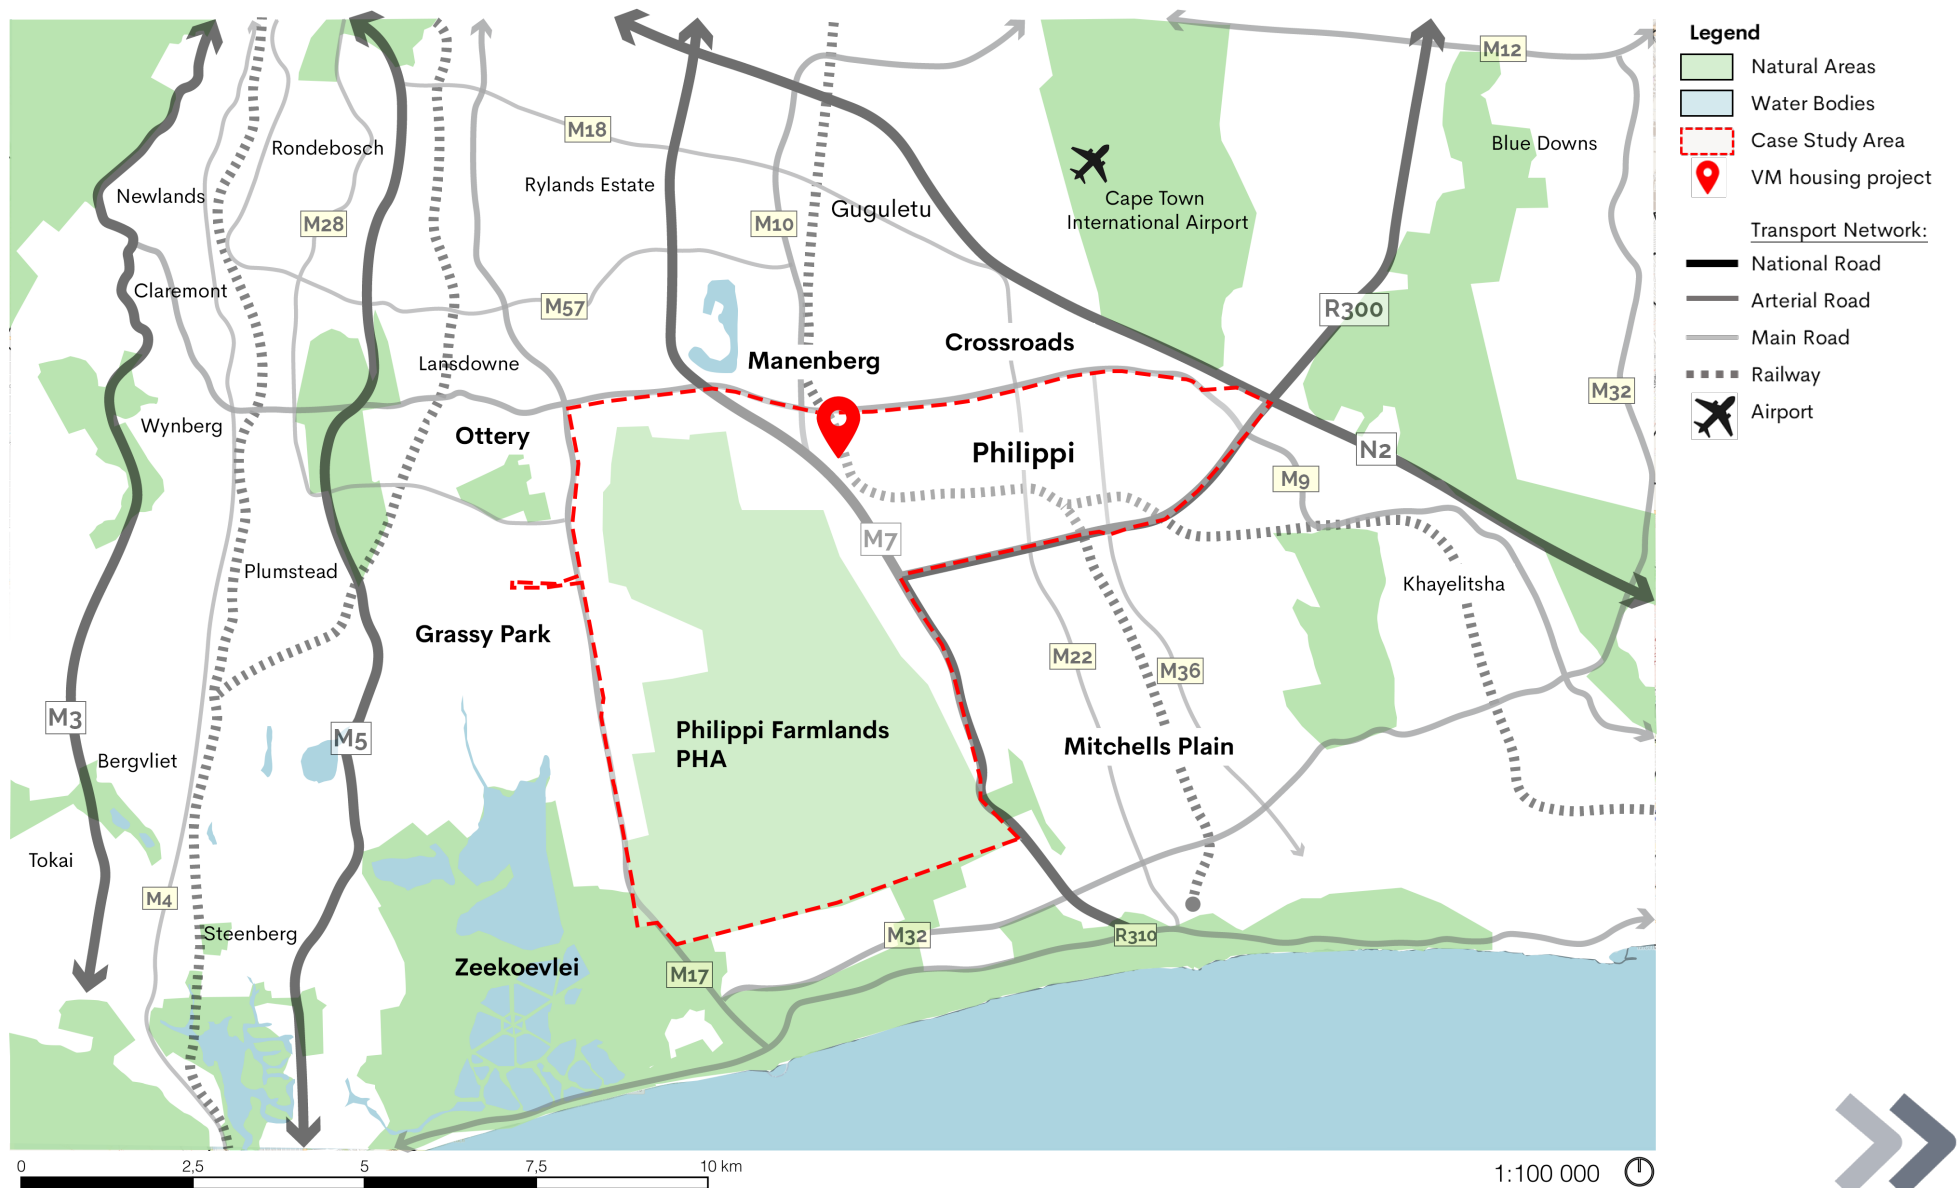 M12
Legend
Natural Areas
Water Bodies
Case Study Area
VM housing project
Transport Network:
National Road
Arterial Road
Main Road
Railway
Airport
M18
Rondebosch
Blue Downs
Rylands Estate
Newlands
Cape Town
International Airport
Guguletu
M28
M10
Claremont
M57
R300
Crossroads
Manenberg
Lansdowne
M32
Wynberg
Ottery
Philippi
N2
M9
M7
Plumstead
Khayelitsha
Grassy Park
M22
M36
M3
M5
Philippi Farmlands
PHA
Mitchells Plain
Bergvliet
Tokai
M4
Steenberg
M32
R310
Zeekoevlei
M17
0
2,5
5
7,5
10 km
1:100 000